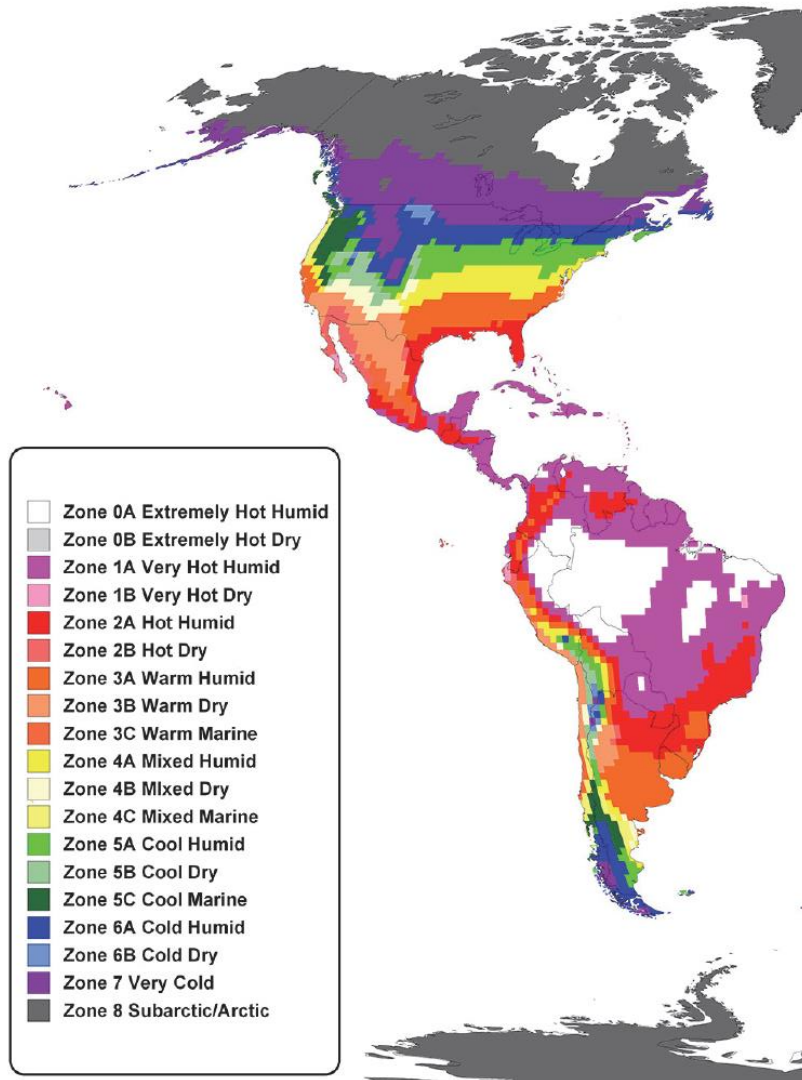 Zone 0A Extremely Hot Humid
Zone 0B Extremely Hot Dry
Zone 1A Very Hot Humid
Zone 1B Very Hot Dry
Zone 2A Hot Humid
Zone 2B Hot Dry
Zone 3A Warm Humid
Zone 3B Warm Dry
Zone 3C Warm Marine
Zone 4A Mixed Humid
Zone 4B MIxed Dry
Zone 4C Mixed Marine
Zone 5A Cool Humid
Zone 5B Cool Dry
Zone 5C Cool Marine
Zone 6A Cold Humid
Zone 6B Cold Dry
Zone 7 Very Cold
Zone 8 Subarctic/Arctic